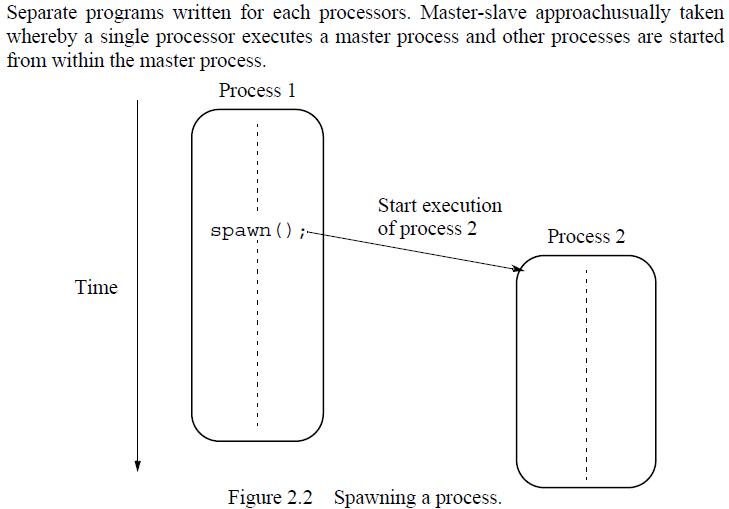 Separate programs written for each processors. Master-slave approachusually taken
whereby a single processor executes a master process and other processes are started
from within the master process.
Process 1
Start execution
of process 2
spawn();
Process 2
Time
Figure 2.2 Spawning a process.